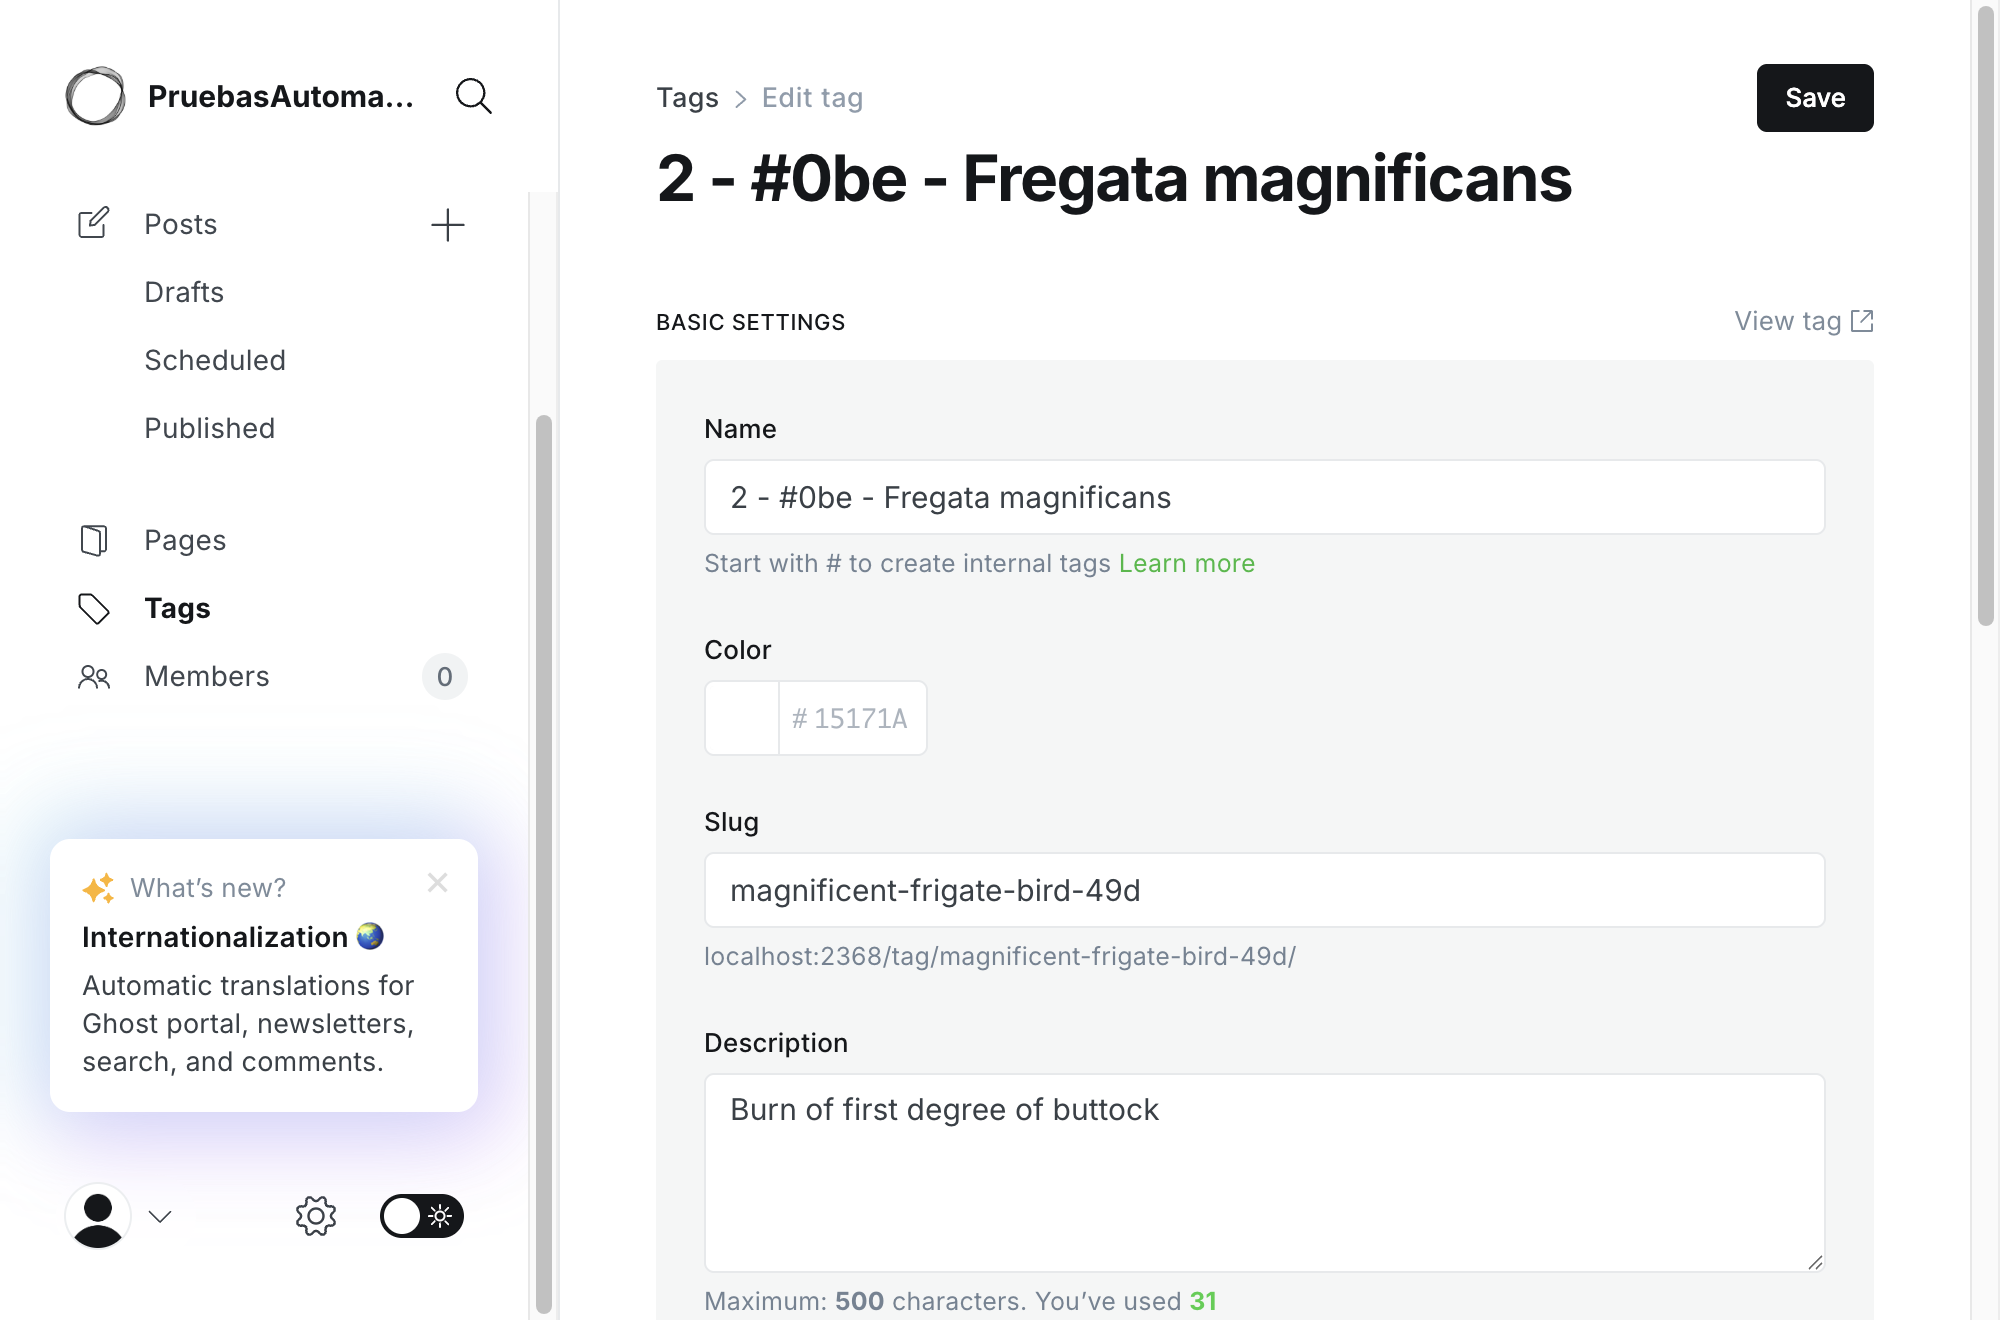 PruebasAutoma...
Posts
Drafts
Scheduled
Published
Pages
Tags
Members 0
What’s new?
Internationalization
Automatic translations for
Ghost portal, newsletters,
search, and comments.
Tags > Edit tag
Save
2 - #0be - Fregata magnificans
BASIC SETTINGS
View tag
Name
2 - #0be - Fregata magnificans
Start with # to create internal tags Learn more
Color
# 15171A
Slug
magnificent-frigate-bird-49d
localhost:2368/tag/magnificent-frigate-bird-49d/
Description
Burn of first degree of buttock
Maximum: 500 characters. You’ve used 31